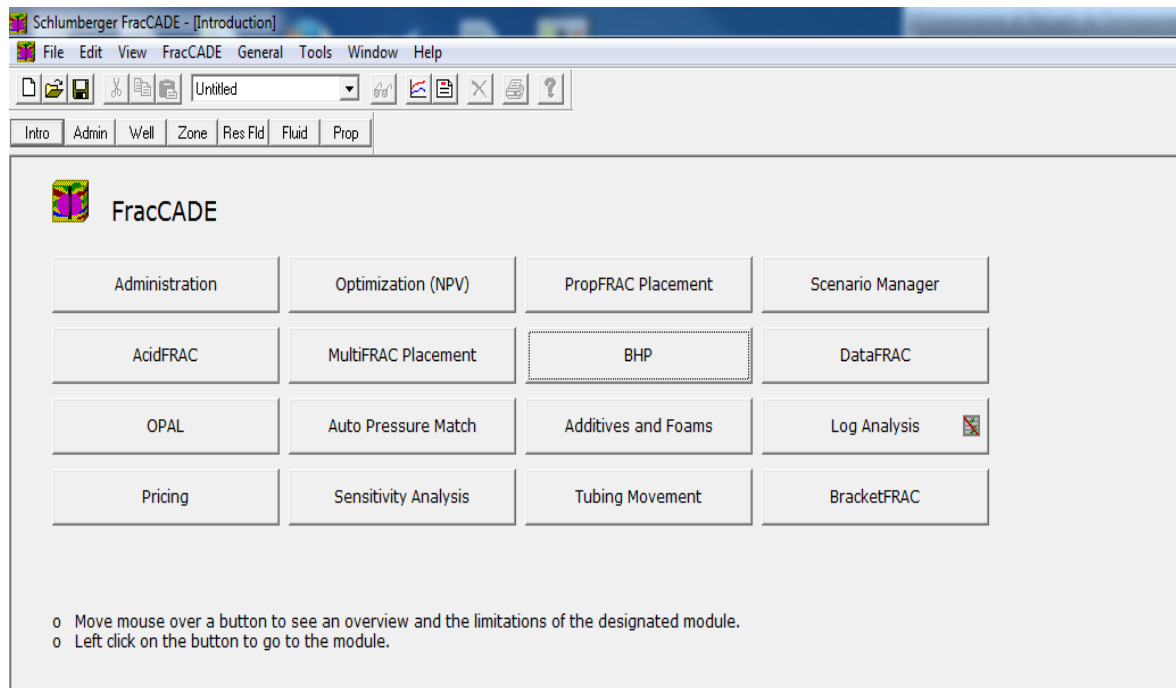 Schlumberger FracCADE - [Introduction]
File Edit View FracCADE General Tools Window Help
Untitled
Intro Admin Well Zone Res Fld Fluid Prop
FracCADE
Administration Optimization (NPV) PropFRAC Placement Scenario Manager
AcidFRAC MultiFRAC Placement BHP DataFRAC
OPAL Auto Pressure Match Additives and Foams Log Analysis
Pricing Sensitivity Analysis Tubing Movement BracketFRAC
o Move mouse over a button to see an overview and the limitations of the designated module.
o Left click on the button to go to the module.